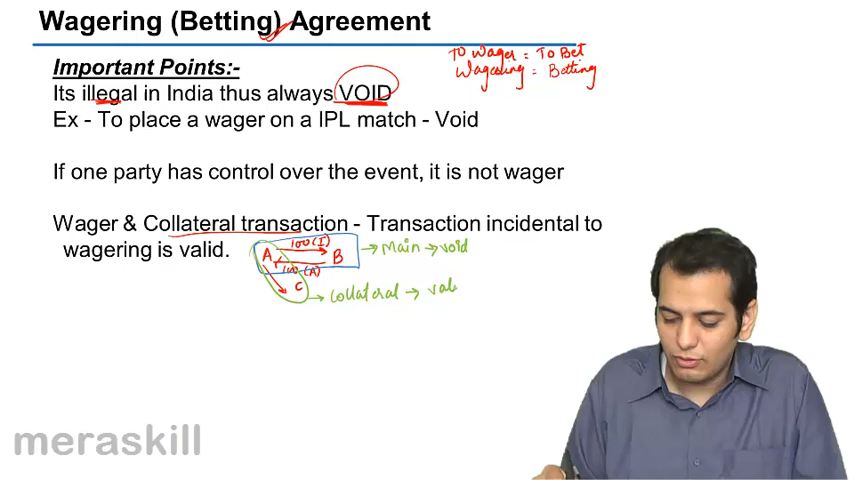 Wagering (Betting) Agreement
To Wager = To Bet
Wagering = Betting
Important Points:-
Its illegal in India thus always VOID
Ex - To place a wager on a IPL match - Void
If one party has control over the event, it is not wager
Wager & Collateral transaction - Transaction incidental to
wagering is valid.
100 (I)
A B → Main → void
100 (A)
C → Collateral → val
meraskill